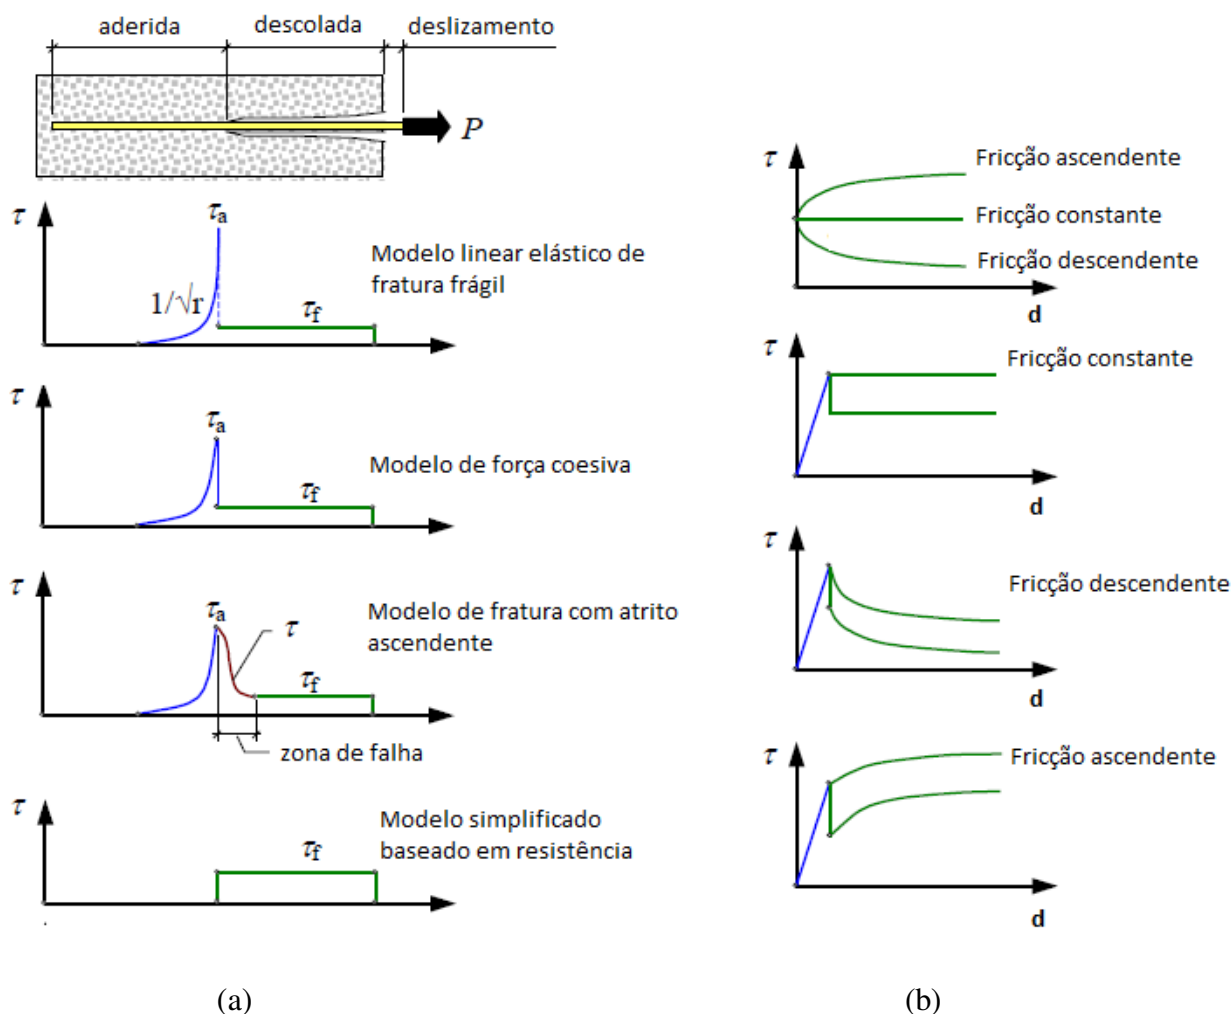 aderida
descolada
deslizamento
P
τ
τa
1/√r
τf
Modelo linear elástico de
fratura frágil
τ
τa
τf
Modelo de força coesiva
τ
τa
τ
τf
Modelo de fratura com atrito
ascendente
zona de falha
τ
τf
Modelo simplificado
baseado em resistência
(a)
τ
Fricção ascendente
Fricção constante
Fricção descendente
d
τ
Fricção constante
d
τ
Fricção descendente
d
τ
Fricção ascendente
d
(b)